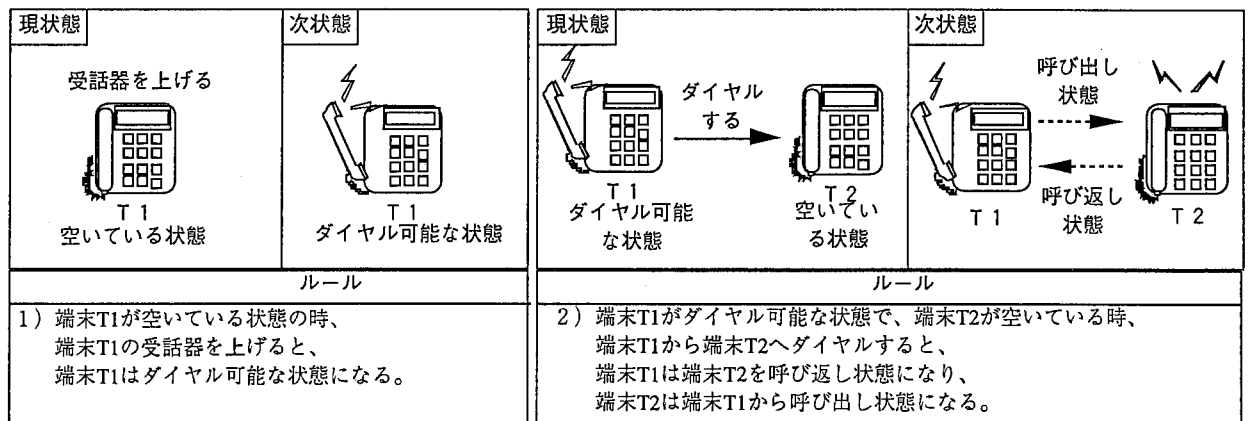 現状態
次状態
受話器を上げる
T1
空いている状態
T1
ダイヤル可能な状態
ルール
1) 端末T1が空いている状態の時、
端末T1の受話器を上げると、
端末T1はダイヤル可能な状態になる。
現状態
次状態
ダイヤル
する
T1
ダイヤル可能
な状態
T2
空いてい
る状態
呼び出し
状態
呼び返し
状態
T1
T2
ルール
2) 端末T1がダイヤル可能な状態で、端末T2が空いている時、
端末T1から端末T2へダイヤルすると、
端末T1は端末T2を呼び返し状態になり、
端末T2は端末T1から呼び出し状態になる。